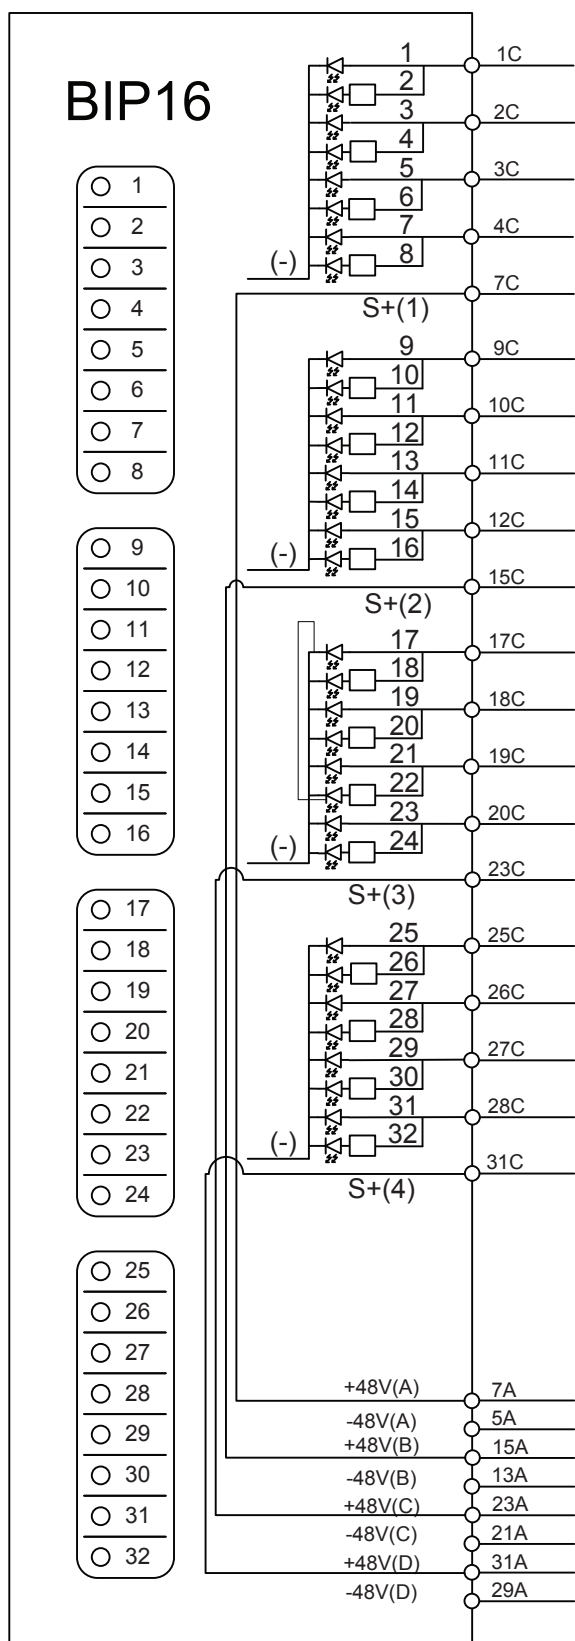 BIP16
1
2
3
4
5
6
7
8
9
10
11
12
13
14
15
16
17
18
19
20
21
22
23
24
25
26
27
28
29
30
31
32
1 1C
2
3 2C
4
5 3C
6
7 4C
8
(-)
7C
S+(1)
9 9C
10
11 10C
12
13 11C
14
15 12C
16
(-)
15C
S+(2)
17 17C
18
19 18C
20
21 19C
22
23 20C
24
(-)
23C
S+(3)
25 25C
26
27 26C
28
29 27C
30
31 28C
32
(-)
31C
S+(4)
+48V(A) 7A
-48V(A) 5A
+48V(B) 15A
-48V(B) 13A
+48V(C) 23A
-48V(C) 21A
+48V(D) 31A
-48V(D) 29A